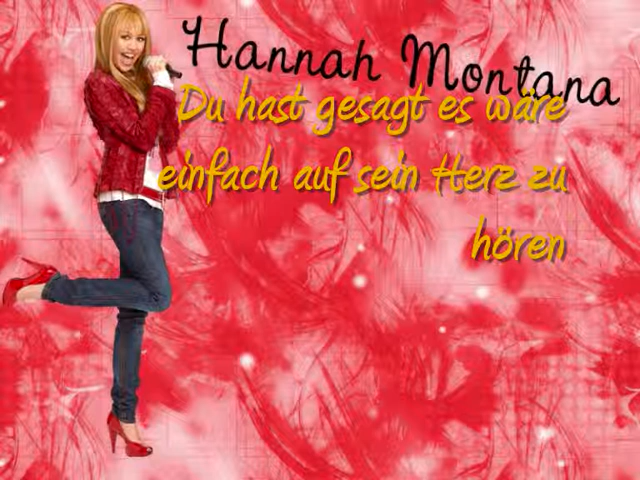 Hannah Montana
Du hast gesagt es wäre
einfach auf sein Herz zu
hören